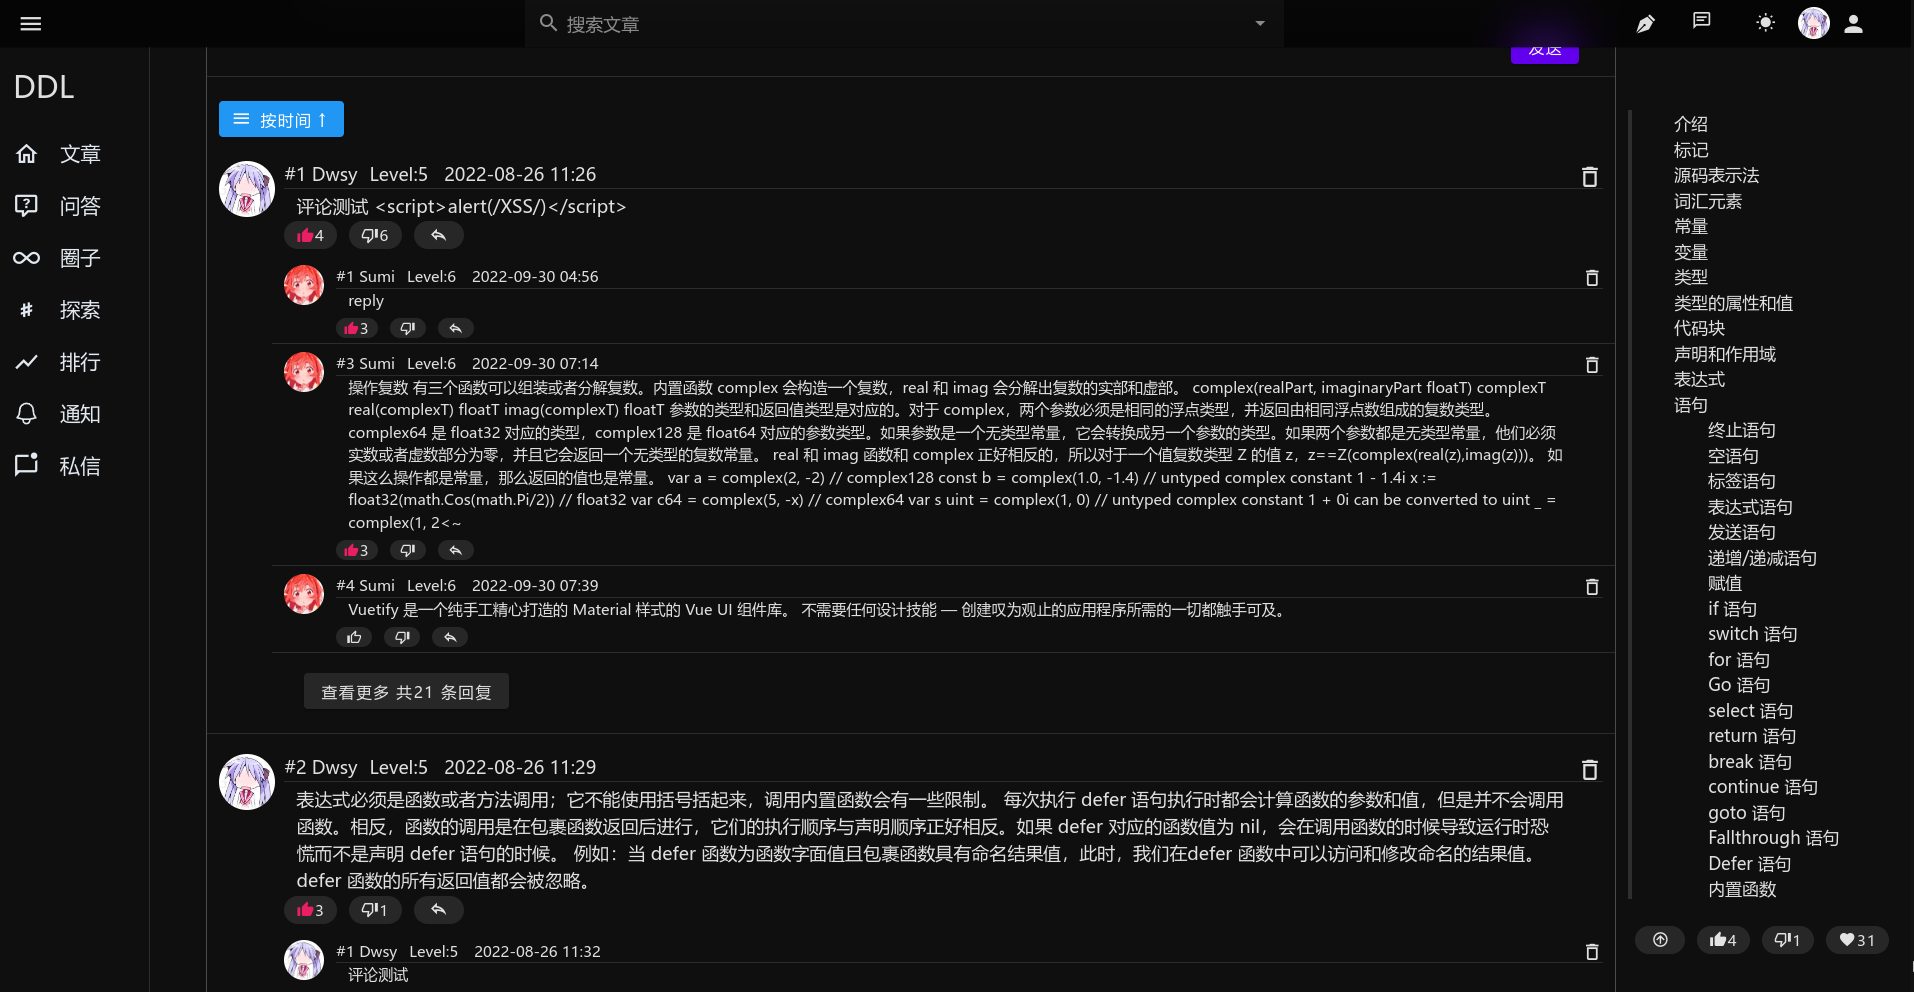 搜索文章
发送
DDL
文章
问答
圈子
探索
排行
通知
私信
按时间 ↑
#1 Dwsy Level:5 2022-08-26 11:26
评论测试 <script>alert(/XSS/)</script>
4 6
#1 Sumi Level:6 2022-09-30 04:56
reply
3
#3 Sumi Level:6 2022-09-30 07:14
操作复数 有三个函数可以组装或者分解复数。内置函数 complex 会构造一个复数，real 和 imag 会分解出复数的实部和虚部。 complex(realPart, imaginaryPart floatT) complexT
real(complexT) floatT imag(complexT) floatT 参数的类型和返回值类型是对应的。对于 complex，两个参数必须是相同的浮点类型，并返回由相同浮点数组成的复数类型。
complex64 是 float32 对应的类型，complex128 是 float64 对应的参数类型。如果参数是一个无类型常量，它会转换成另一个参数的类型。如果两个参数都是无类型常量，他们必须
实数或者虚数部分为零，并且它会返回一个无类型的复数常量。 real 和 imag 函数和 complex 正好相反的，所以对于一个值复数类型 Z 的值 z，z==Z(complex(real(z),imag(z)))。 如
果这么操作都是常量，那么返回的值也是常量。 var a = complex(2, -2) // complex128 const b = complex(1.0, -1.4) // untyped complex constant 1 - 1.4i x :=
float32(math.Cos(math.Pi/2)) // float32 var c64 = complex(5, -x) // complex64 var s uint = complex(1, 0) // untyped complex constant 1 + 0i can be converted to uint _ =
complex(1, 2<~
3
#4 Sumi Level:6 2022-09-30 07:39
Vuetify 是一个纯手工精心打造的 Material 样式的 Vue UI 组件库。 不需要任何设计技能 — 创建叹为观止的应用程序所需的一切都触手可及。
查看更多 共21 条回复
#2 Dwsy Level:5 2022-08-26 11:29
表达式必须是函数或者方法调用；它不能使用括号括起来，调用内置函数会有一些限制。 每次执行 defer 语句执行时都会计算函数的参数和值，但是并不会调用
函数。相反，函数的调用是在包裹函数返回后进行，它们的执行顺序与声明顺序正好相反。如果 defer 对应的函数值为 nil，会在调用函数的时候导致运行时恐
慌而不是声明 defer 语句的时候。 例如：当 defer 函数为函数字面值且包裹函数具有命名结果值，此时，我们在defer 函数中可以访问和修改命名的结果值。
defer 函数的所有返回值都会被忽略。
3 1
#1 Dwsy Level:5 2022-08-26 11:32
评论测试
介绍
标记
源码表示法
词汇元素
常量
变量
类型
类型的属性和值
代码块
声明和作用域
表达式
语句
终止语句
空语句
标签语句
表达式语句
发送语句
递增/递减语句
赋值
if 语句
switch 语句
for 语句
Go 语句
select 语句
return 语句
break 语句
continue 语句
goto 语句
Fallthrough 语句
Defer 语句
内置函数
4 1 31